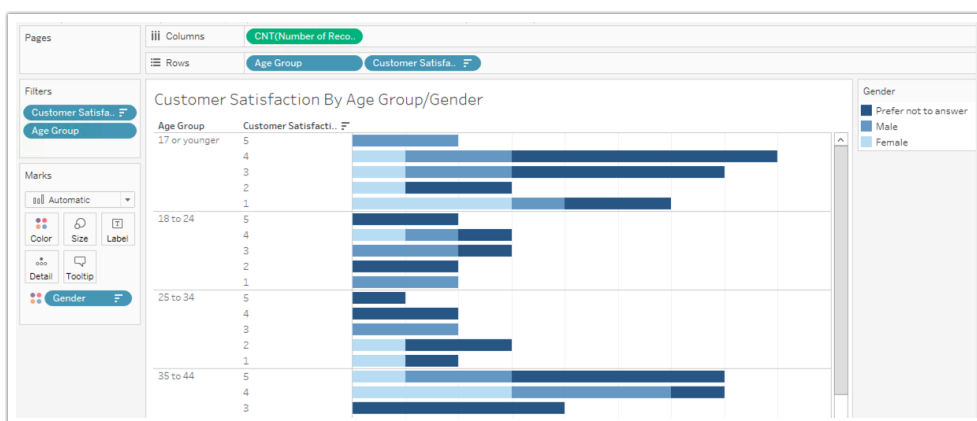 Pages
iii Columns
CNT(Number of Reco..
Rows
Age Group
Customer Satisfa..
Filters
Customer Satisfa..
Age Group
Marks
Automatic
Color
Size
Label
Detail
Tooltip
Gender
Customer Satisfaction By Age Group/Gender
Age Group
Customer Satisfacti..
17 or younger
5
4
3
2
1
18 to 24
5
4
3
2
1
25 to 34
5
4
3
2
1
35 to 44
5
4
3
Gender
Prefer not to answer
Male
Female